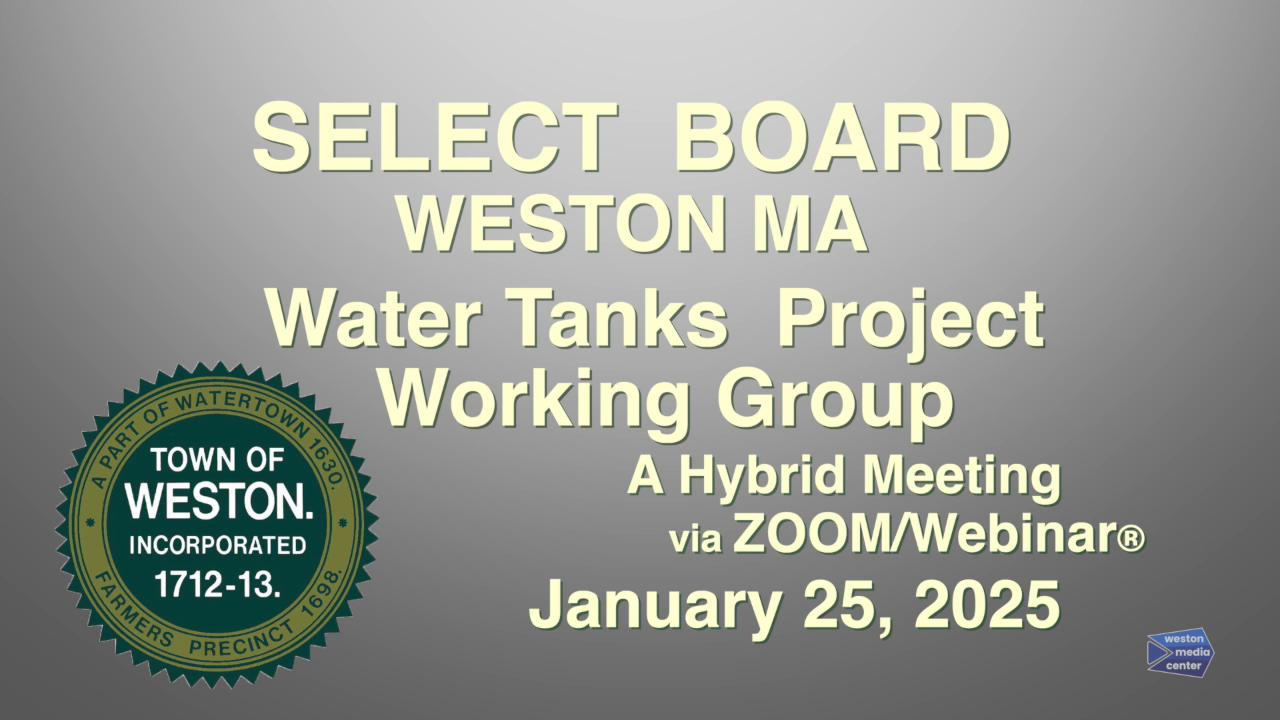 SELECT BOARD
WESTON MA
Water Tanks Project
Working Group
A Hybrid Meeting
via ZOOM/Webinar®
January 25, 2025
A PART OF WATERTOWN 1630.
TOWN OF
WESTON.
INCORPORATED
1712-13.
FARMERS PRECINCT 1698.
weston
media
center